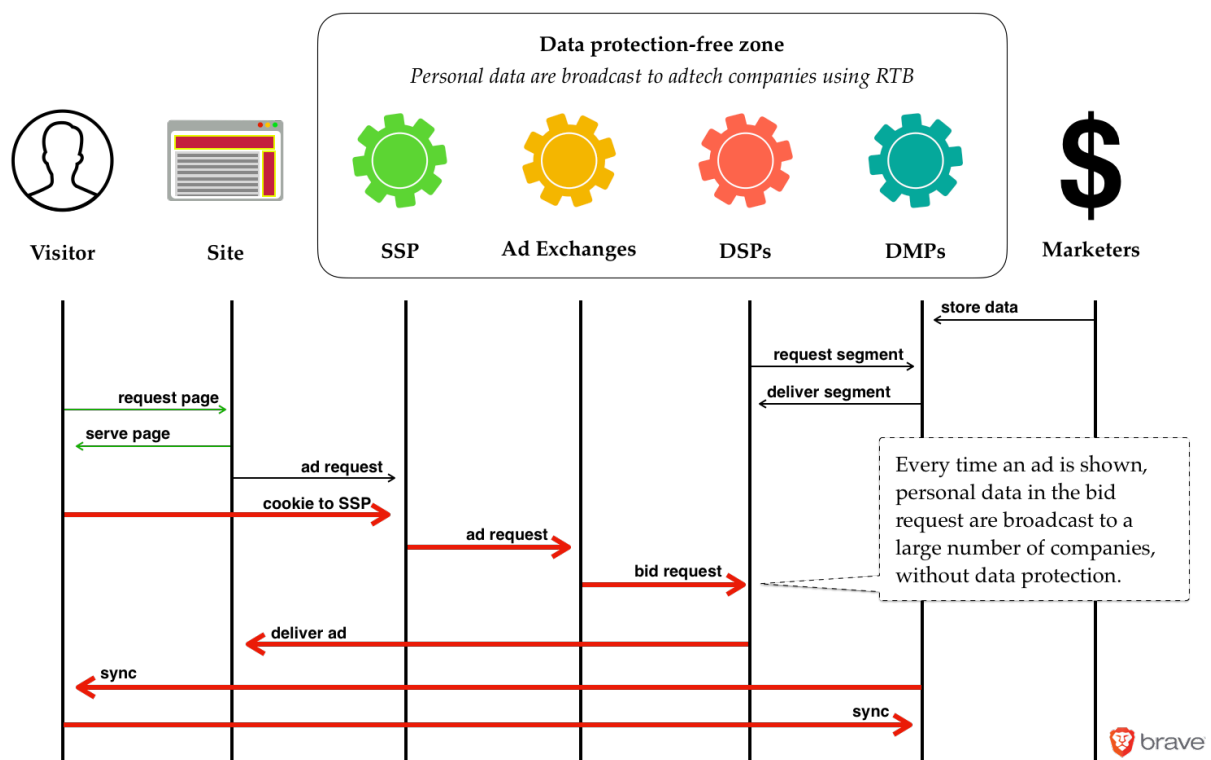 Data protection-free zone
Personal data are broadcast to adtech companies using RTB
Visitor
Site
SSP
Ad Exchanges
DSPs
DMPs
Marketers
store data
request segment
deliver segment
request page
serve page
ad request
cookie to SSP
ad request
bid request
Every time an ad is shown,
personal data in the bid
request are broadcast to a
large number of companies,
without data protection.
deliver ad
sync
sync
brave